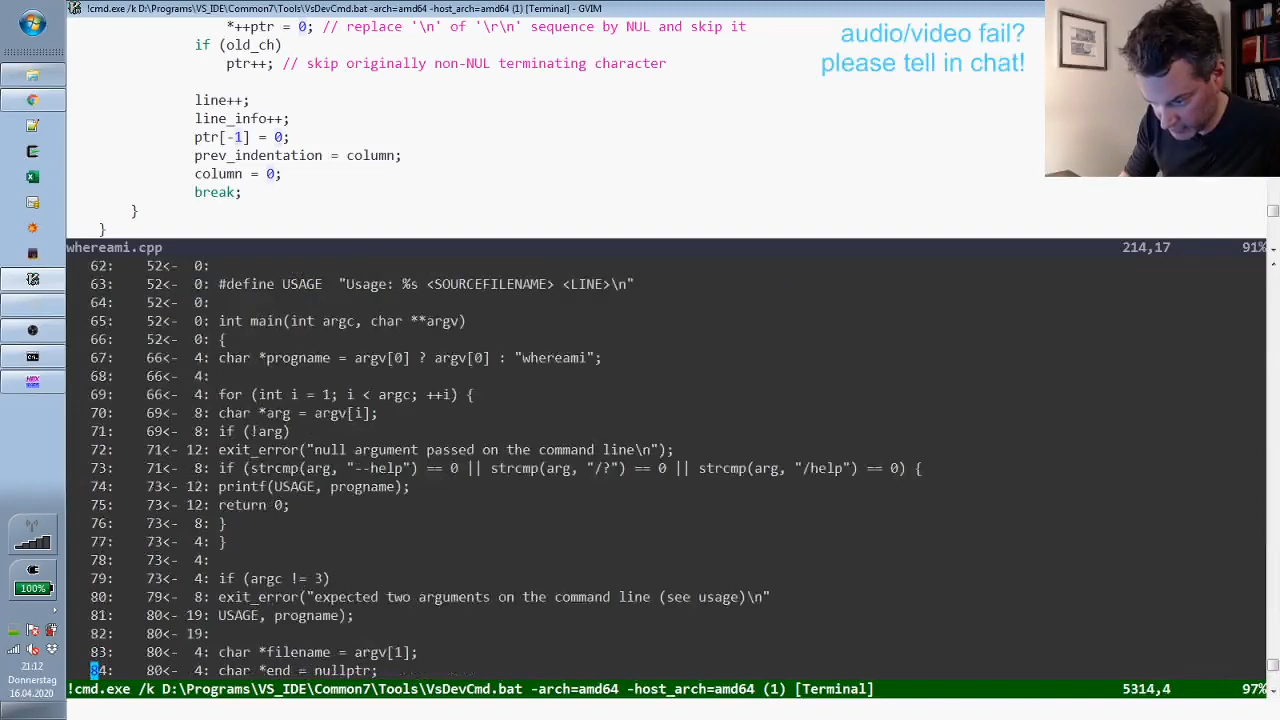 !cmd.exe /k D:\Programs\VS_IDE\Common7\Tools\VsDevCmd.bat -arch=amd64 -host_arch=amd64 (1) [Terminal] - GVIM
*++ptr = 0; // replace '\n' of '\r\n' sequence by NUL and skip it
if (old_ch)
ptr++; // skip originally non-NUL terminating character
line++;
line_info++;
ptr[-1] = 0;
prev_indentation = column;
column = 0;
break;
}
}
audio/video fail?
please tell in chat!
whereami.cpp 214,17 91%
62: 52<- 0:
63: 52<- 0: #define USAGE "Usage: %s <SOURCEFILENAME> <LINE>\n"
64: 52<- 0:
65: 52<- 0: int main(int argc, char **argv)
66: 52<- 0: {
67: 66<- 4: char *progname = argv[0] ? argv[0] : "whereami";
68: 66<- 4:
69: 66<- 4: for (int i = 1; i < argc; ++i) {
70: 69<- 8: char *arg = argv[i];
71: 69<- 8: if (!arg)
72: 71<- 12: exit_error("null argument passed on the command line\n");
73: 71<- 8: if (strcmp(arg, "--help") == 0 || strcmp(arg, "/?") == 0 || strcmp(arg, "/help") == 0) {
74: 73<- 12: printf(USAGE, progname);
75: 73<- 12: return 0;
76: 73<- 8: }
77: 73<- 4: }
78: 73<- 4:
79: 73<- 4: if (argc != 3)
80: 79<- 8: exit_error("expected two arguments on the command line (see usage)\n"
81: 80<- 19: USAGE, progname);
82: 80<- 19:
83: 80<- 4: char *filename = argv[1];
84: 80<- 4: char *end = nullptr;
!cmd.exe /k D:\Programs\VS_IDE\Common7\Tools\VsDevCmd.bat -arch=amd64 -host_arch=amd64 (1) [Terminal] 5314,4 97%
100%
21:12
Donnerstag
16.04.2020